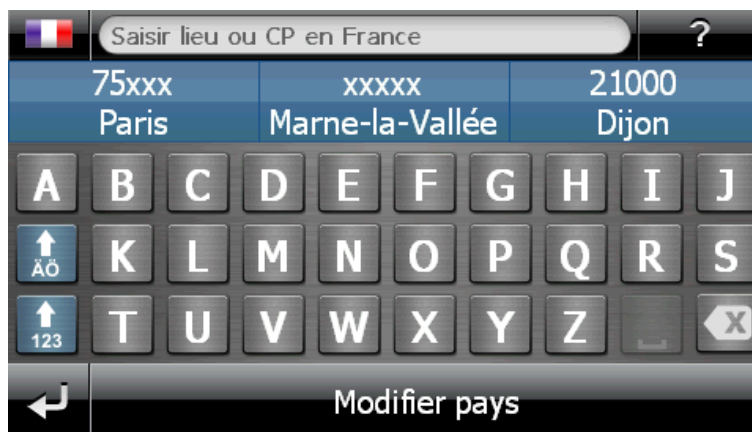 Saisir lieu ou CP en France ?
75xxx xxxxx 21000
Paris Marne-la-Vallée Dijon
A B C D E F G H I J
ÄÖ K L M N O P Q R S
123 T U V W X Y Z X
Modifier pays